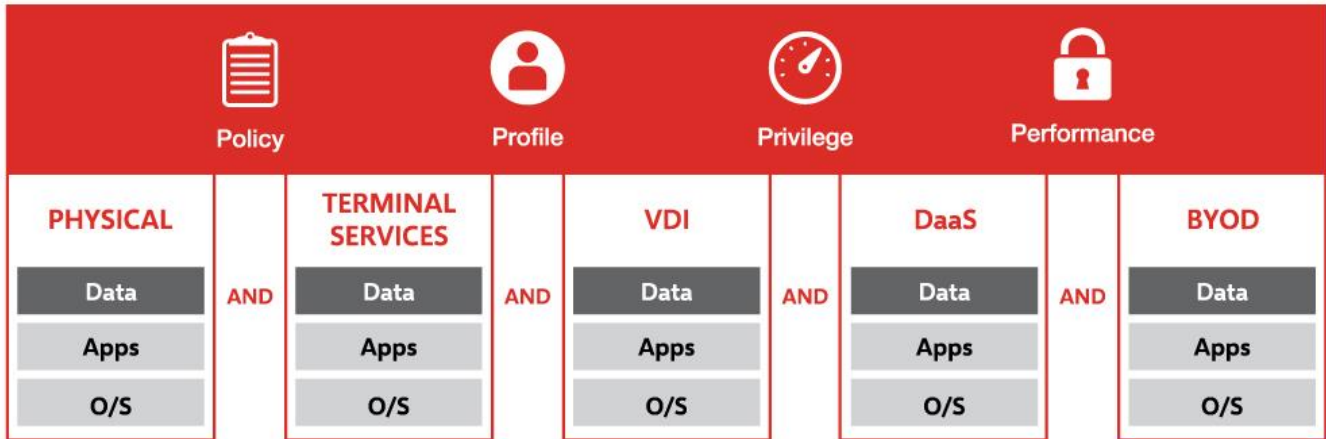 Policy
Profile
Privilege
Performance
PHYSICAL
Data
Apps
O/S
AND
TERMINAL
SERVICES
Data
Apps
O/S
AND
VDI
Data
Apps
O/S
AND
DaaS
Data
Apps
O/S
AND
BYOD
Data
Apps
O/S